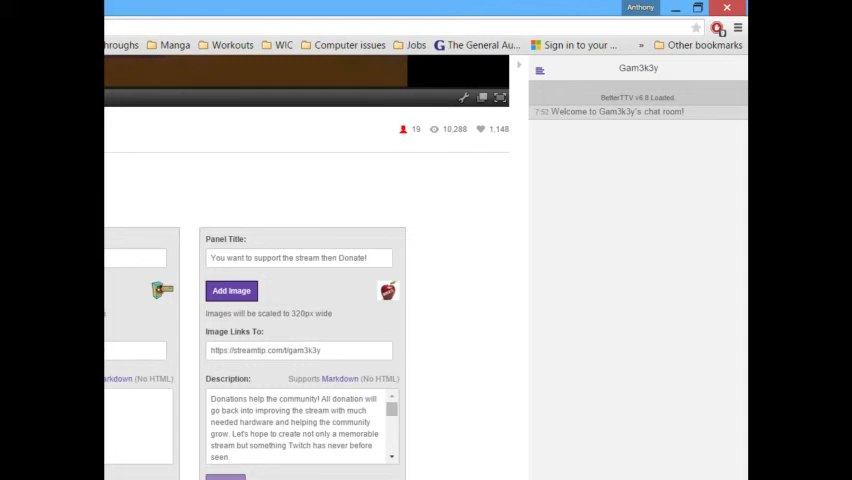 Anthony
throughs
Manga
Workouts
WIC
Computer issues
Jobs
The General Au...
Sign in to your ...
»
Other bookmarks
Gam3k3y
BetterTTV v6.8 Loaded.
7:52 Welcome to Gam3k3y's chat room!
19
10,288
1,148
Panel Title:
You want to support the stream then Donate!
Add Image
Images will be scaled to 320px wide
Image Links To:
https://streamtip.com/t/gam3k3y
arkdown (No HTML)
Description:
Supports Markdown (No HTML)
Donations help the community! All donation will
go back into improving the stream with much
needed hardware and helping the community
grow. Let's hope to create not only a memorable
stream but something Twitch has never before
seen.